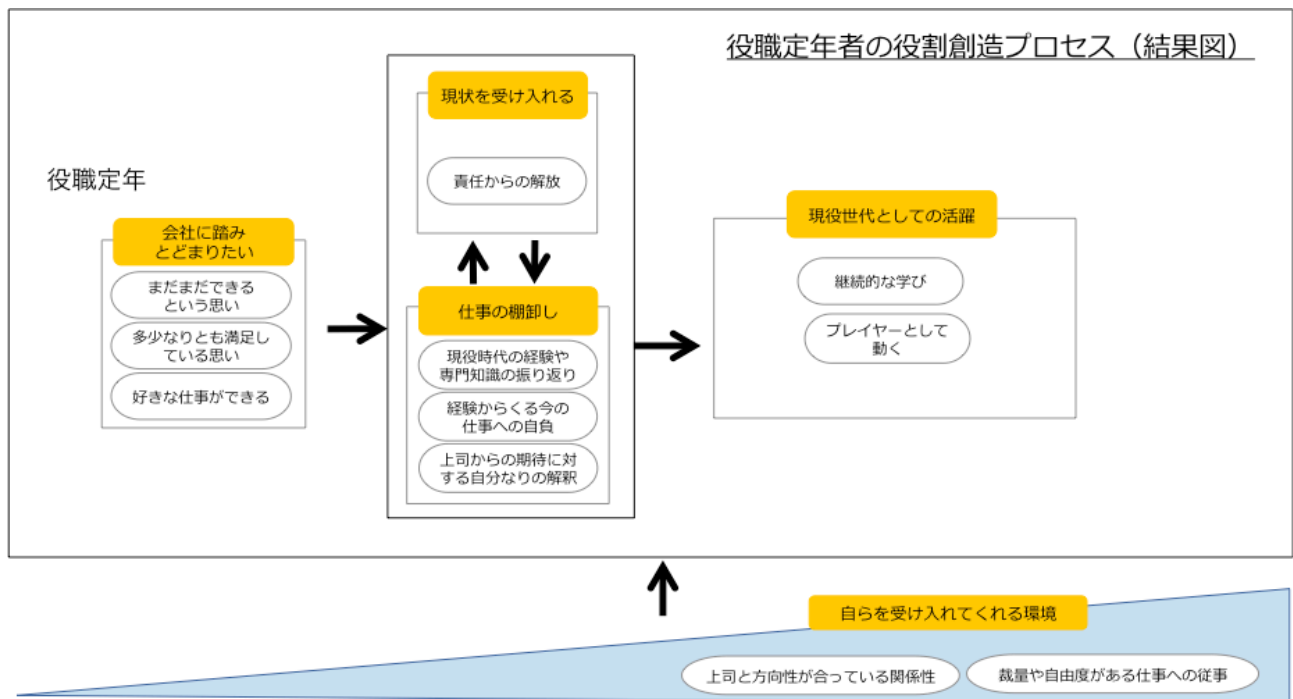 役職定年者の役割創造プロセス（結果図）
役職定年
会社に踏み
とどまりたい
まだまだできる
という思い
多少なりとも満足し
ている思い
好きな仕事ができる
現状を受け入れる
責任からの解放
仕事の棚卸し
現役時代の経験や
専門知識の振り返り
経験からくる今の
仕事への自負
上司からの期待に対
する自分なりの解釈
現役世代としての活躍
継続的な学び
プレイヤーとして
動く
自らを受け入れてくれる環境
上司と方向性が合っている関係性
裁量や自由度がある仕事への従事